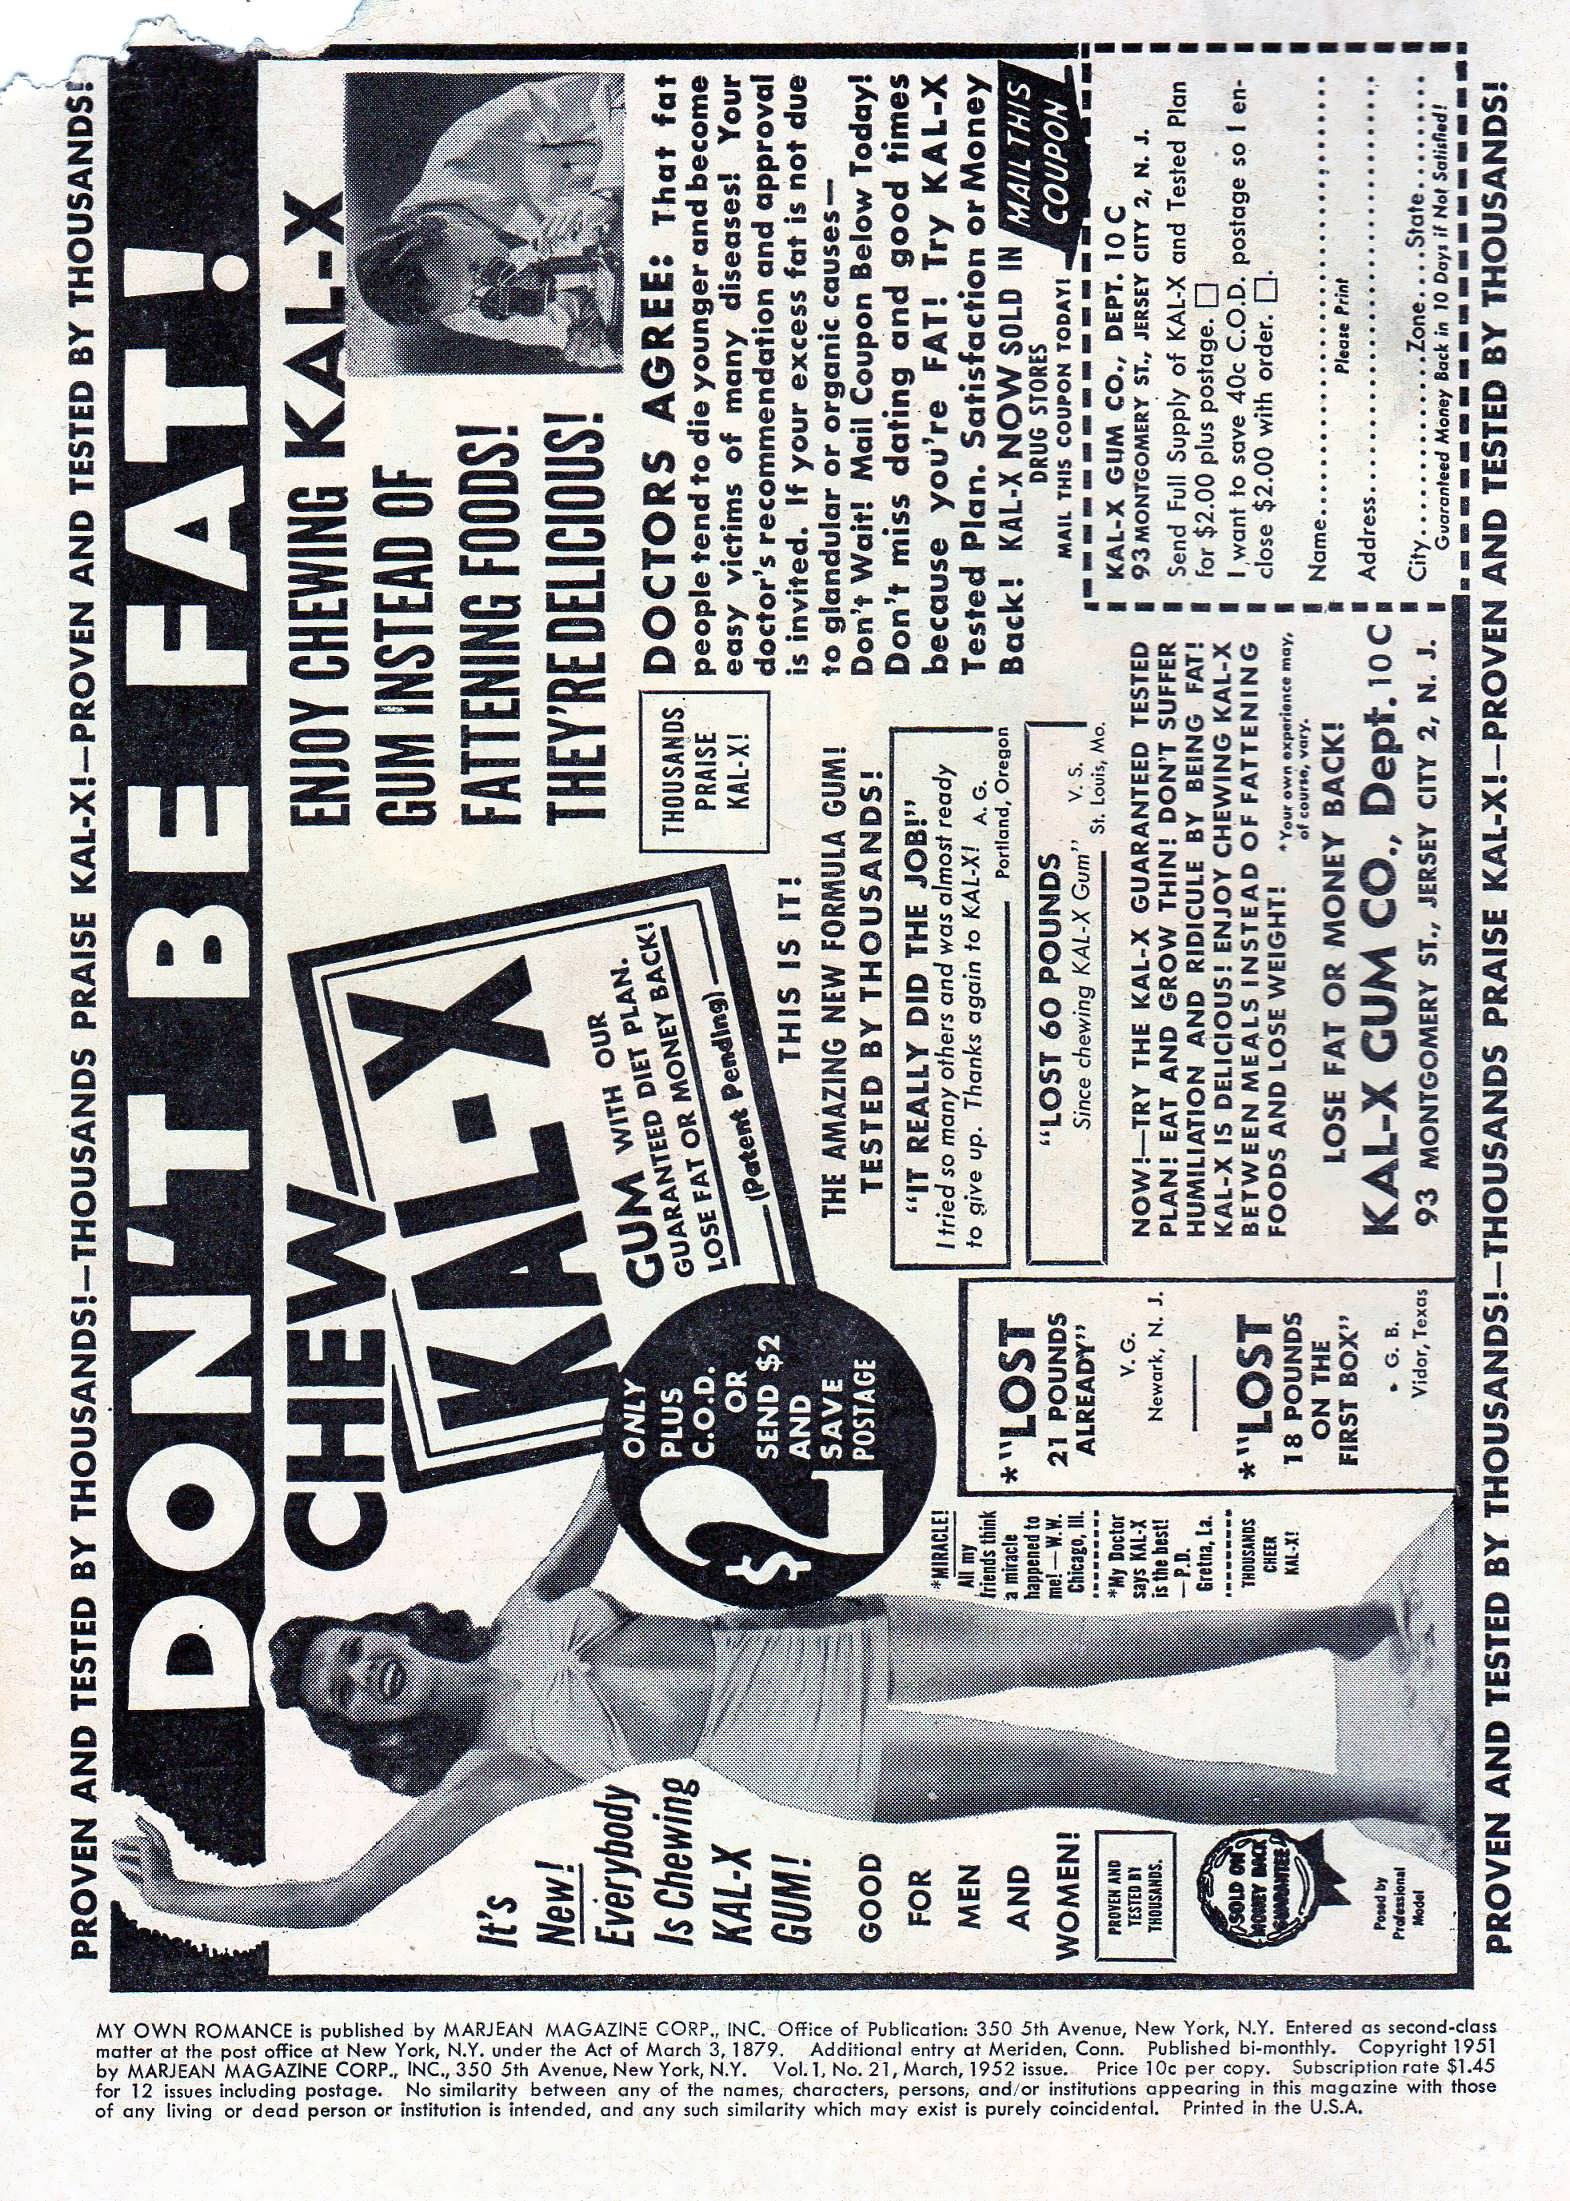 PROVEN AND TESTED BY THOUSANDS!—THOUSANDS PRAISE KAL-X!—PROVEN AND TESTED BY THOUSANDS!
DON'T BE FAT!
CHEW
KAL-X
GUM WITH OUR
GUARANTEED DIET PLAN.
LOSE FAT OR MONEY BACK!
(Patent Pending)
ENJOY CHEWING KAL-X
GUM INSTEAD OF
FATTENING FOODS!
THEY'RE DELICIOUS!
It's
New!
Everybody
Is Chewing
KAL-X
GUM!
GOOD
FOR
MEN
AND
WOMEN!
PROVEN AND
TESTED BY
THOUSANDS.
SOLD ON
MONEY BACK
GUARANTEE
Posed by
Professional
Model
$2
ONLY
PLUS
C.O.D.
OR
SEND $2
AND
SAVE
POSTAGE
*MIRACLE!
All my
friends think
a miracle
happened to
me!—W.W.
Chicago, Ill.
*My Doctor
says KAL-X
is the best!
—P.D.
Gretna, La.
THOUSANDS
CHEER
KAL-X!
*"LOST
21 POUNDS
ALREADY"
V. G.
Newark, N. J.
*"LOST
18 POUNDS
ON THE
FIRST BOX"
G. B.
Vidor, Texas
THOUSANDS
PRAISE
KAL-X!
THIS IS IT!
THE AMAZING NEW FORMULA GUM!
TESTED BY THOUSANDS!
"IT REALLY DID THE JOB!"
I tried so many others and was almost ready
to give up. Thanks again to KAL-X! A. G.
Portland, Oregon
"LOST 60 POUNDS
Since chewing KAL-X Gum" V. S.
St. Louis, Mo.
NOW!—TRY THE KAL-X GUARANTEED TESTED
PLAN! EAT AND GROW THIN! DON'T SUFFER
HUMILIATION AND RIDICULE BY BEING FAT!
KAL-X IS DELICIOUS! ENJOY CHEWING KAL-X
BETWEEN MEALS INSTEAD OF FATTENING
FOODS AND LOSE WEIGHT!
*Your own experience may,
of course, vary.
LOSE FAT OR MONEY BACK!
KAL-X GUM CO., Dept. 10C
93 MONTGOMERY ST., JERSEY CITY 2, N. J.
DOCTORS AGREE: That fat
people tend to die younger and become
easy victims of many diseases! Your
doctor's recommendation and approval
is invited. If your excess fat is not due
to glandular or organic causes—
Don't Wait! Mail Coupon Below Today!
Don't miss dating and good times
because you're FAT! Try KAL-X
Tested Plan. Satisfaction or Money
Back! KAL-X NOW SOLD IN
DRUG STORES
MAIL THIS COUPON TODAY!
MAIL THIS
COUPON
KAL-X GUM CO., DEPT. 10C
93 MONTGOMERY ST., JERSEY CITY 2, N. J.
Send Full Supply of KAL-X and Tested Plan
for $2.00 plus postage. □
I want to save 40c C.O.D. postage so I en-
close $2.00 with order. □.
Name
Please Print
Address
City Zone State
Guaranteed Money Back in 10 Days if Not Satisfied!
PROVEN AND TESTED BY THOUSANDS!—THOUSANDS PRAISE KAL-X!—PROVEN AND TESTED BY THOUSANDS!
MY OWN ROMANCE is published by MARJEAN MAGAZINE CORP., INC. Office of Publication: 350 5th Avenue, New York, N.Y. Entered as second-class
matter at the post office at New York, N.Y. under the Act of March 3, 1879. Additional entry at Meriden, Conn. Published bi-monthly. Copyright 1951
by MARJEAN MAGAZINE CORP., INC., 350 5th Avenue, New York, N.Y. Vol. 1, No. 21, March, 1952 issue. Price 10c per copy. Subscription rate $1.45
for 12 issues including postage. No similarity between any of the names, characters, persons, and/or institutions appearing in this magazine with those
of any living or dead person or institution is intended, and any such similarity which may exist is purely coincidental. Printed in the U.S.A.